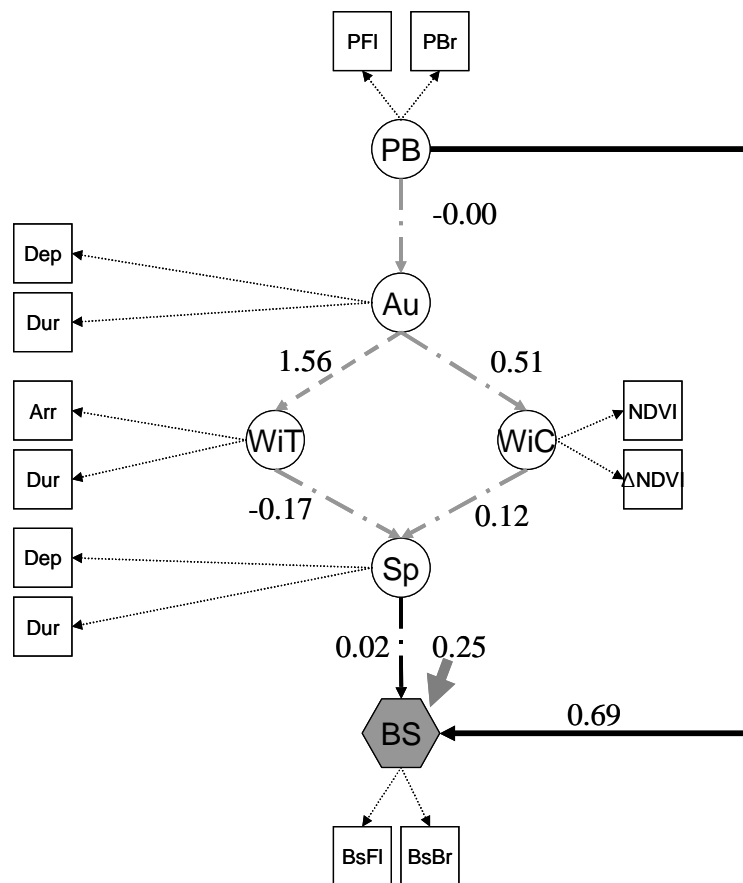 PFl PBr
PB
-0.00
Dep
Au
Dur
1.56 0.51
Arr NDVI
WiT WiC
Dur ΔNDVI
-0.17 0.12
Dep
Sp
Dur
0.02 0.25
0.69
BS
BsFl BsBr